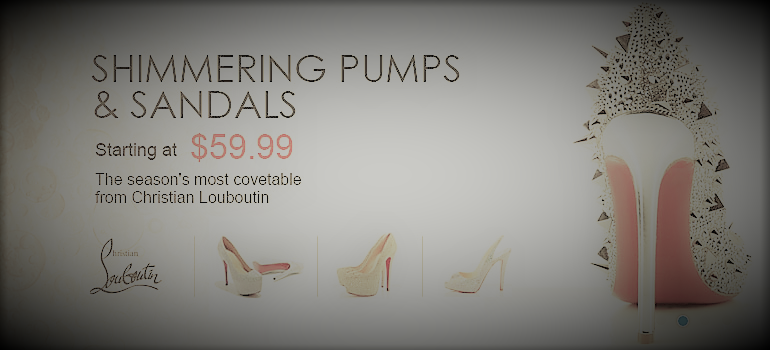 SHIMMERING PUMPS
& SANDALS
Starting at $59.99
The season's most covetable
from Christian Louboutin
Christian
Louboutin